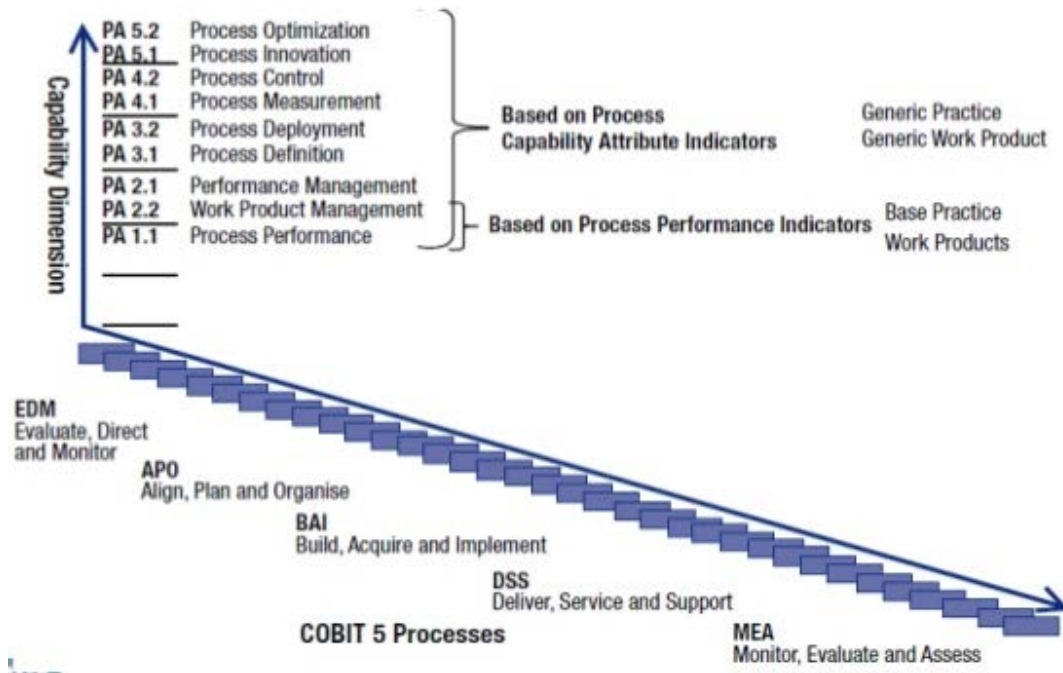 Capability Dimension
PA 5.2 Process Optimization
PA 5.1 Process Innovation
PA 4.2 Process Control
PA 4.1 Process Measurement
PA 3.2 Process Deployment
PA 3.1 Process Definition
PA 2.1 Performance Management
PA 2.2 Work Product Management
PA 1.1 Process Performance
Based on Process
Capability Attribute Indicators
Generic Practice
Generic Work Product
Based on Process Performance Indicators
Base Practice
Work Products
EDM
Evaluate, Direct
and Monitor
APO
Align, Plan and Organise
BAI
Build, Acquire and Implement
DSS
Deliver, Service and Support
MEA
Monitor, Evaluate and Assess
COBIT 5 Processes